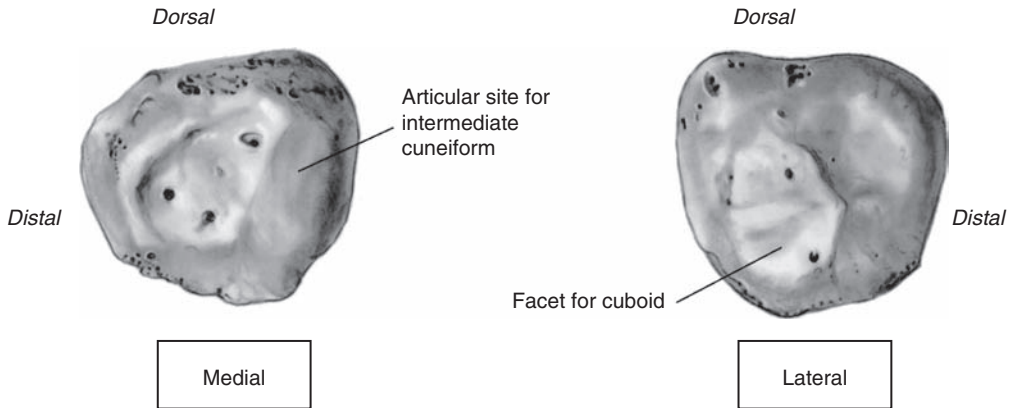 Dorsal
Dorsal
Articular site for
intermediate
cuneiform
Distal
Distal
Facet for cuboid
Medial
Lateral